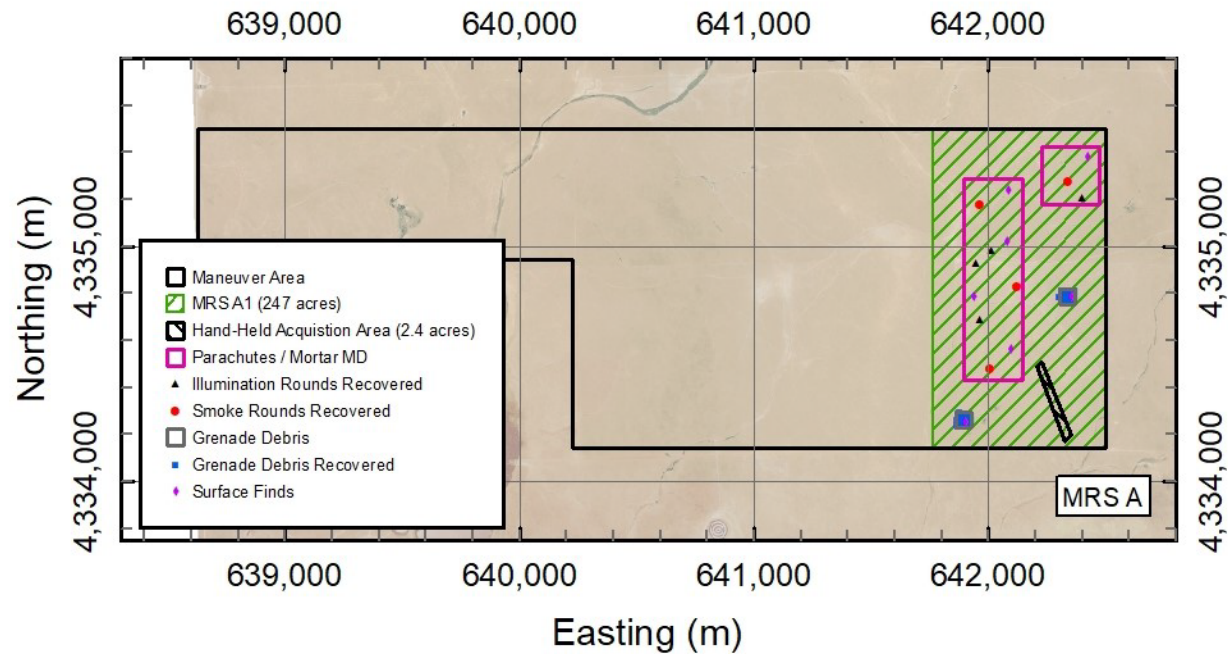 639,000 640,000 641,000 642,000
Northing (m)
4,335,000
4,334,000
Maneuver Area
MRS A1 (247 acres)
Hand-Held Acquistion Area (2.4 acres)
Parachutes / Mortar MD
Illumination Rounds Recovered
Smoke Rounds Recovered
Grenade Debris
Grenade Debris Recovered
Surface Finds
MRS A
4,335,000
4,334,000
639,000 640,000 641,000 642,000
Easting (m)